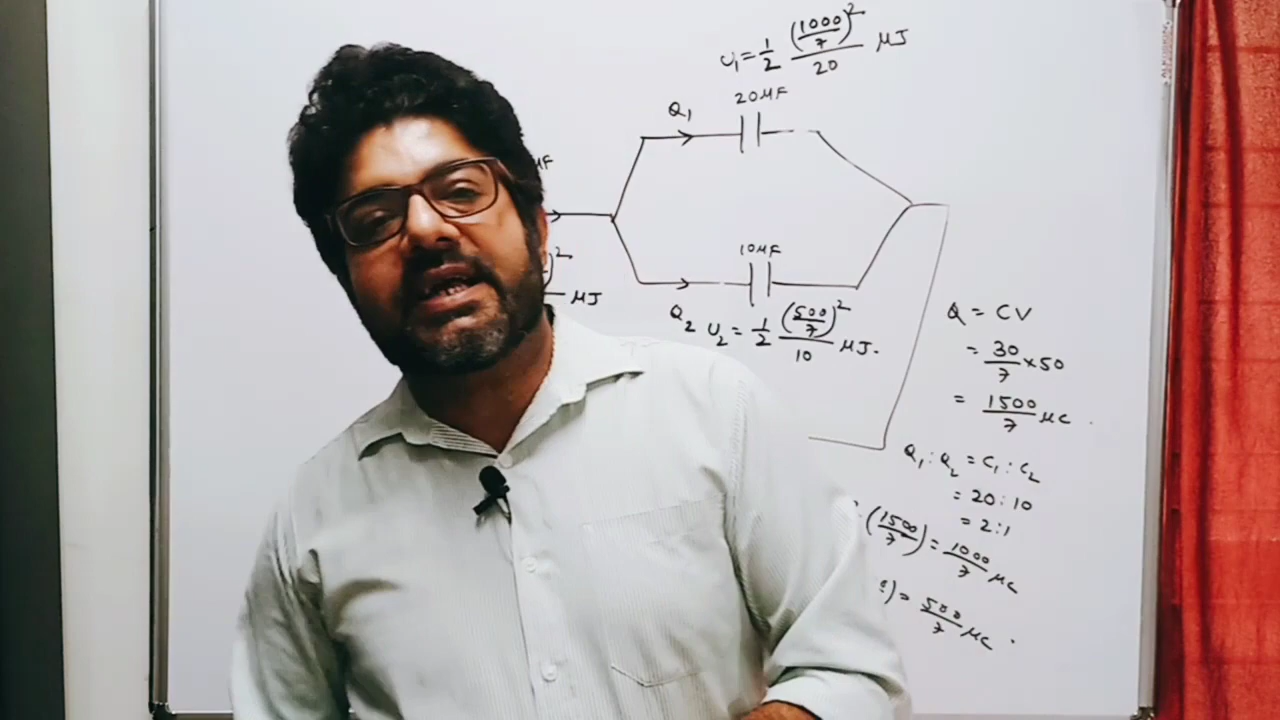 U₁ = 1/2 (1000/7)²/20 μJ
20μF
Q₁
μF
10μF
)²
μJ
Q₂
U₂ = 1/2 (500/7)²/10 μJ.
Q = CV
= 30/7 × 50
= 1500/7 μC.
Q₁ : Q₂ = C₁ : C₂
= 20 : 10
= 2 : 1
(1500/7) = 1000/7 μC
) = 500/7 μC.